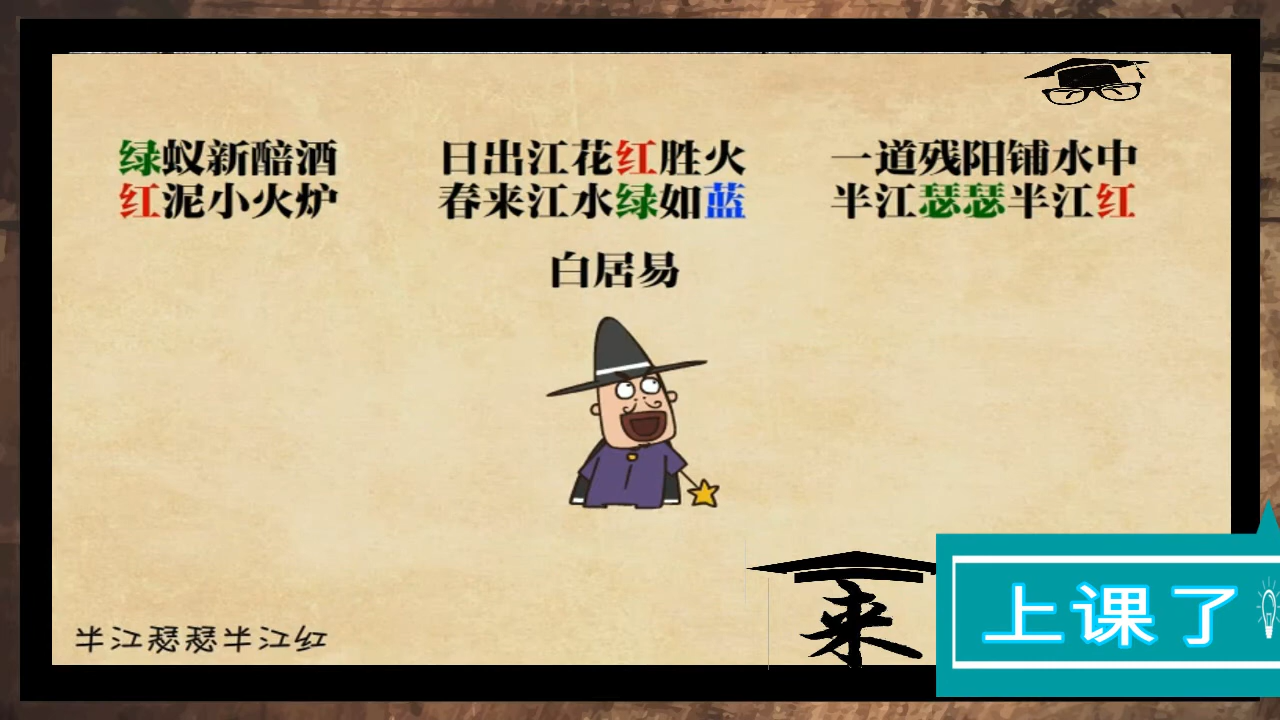 绿蚁新醅酒
红泥小火炉
日出江花红胜火
春来江水绿如蓝
一道残阳铺水中
半江瑟瑟半江红
白居易
半江瑟瑟半江红
来
上课了